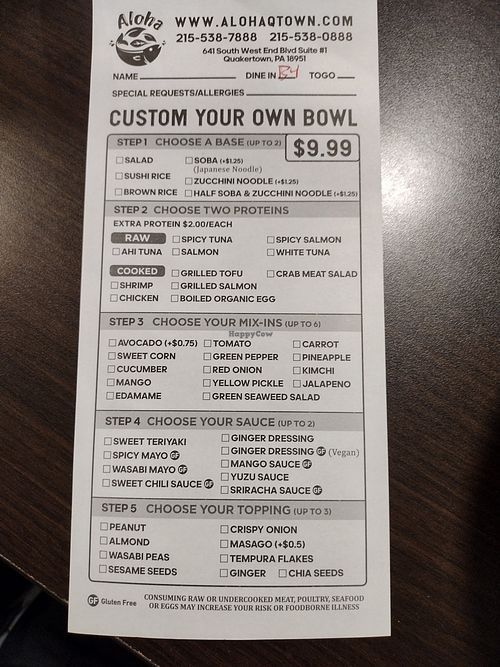 Aloha
WWW.ALOHAQTOWN.COM
215-538-7888 215-538-0888
641 South West End Blvd Suite #1
Quakertown, PA 18951
NAME DINE IN B4 TOGO
SPECIAL REQUESTS/ALLERGIES
CUSTOM YOUR OWN BOWL
STEP 1 CHOOSE A BASE (UP TO 2) $9.99
SALAD SOBA (+$1.25)
(Japanese Noodle)
SUSHI RICE ZUCCHINI NOODLE (+$1.25)
BROWN RICE HALF SOBA & ZUCCHINI NOODLE (+$1.25)
STEP 2 CHOOSE TWO PROTEINS
EXTRA PROTEIN $2.00/EACH
RAW SPICY TUNA SPICY SALMON
AHI TUNA SALMON WHITE TUNA
COOKED GRILLED TOFU CRAB MEAT SALAD
SHRIMP GRILLED SALMON
CHICKEN BOILED ORGANIC EGG
STEP 3 CHOOSE YOUR MIX-INS (UP TO 6)
HappyCow
AVOCADO (+$0.75) TOMATO CARROT
SWEET CORN GREEN PEPPER PINEAPPLE
CUCUMBER RED ONION KIMCHI
MANGO YELLOW PICKLE JALAPENO
EDAMAME GREEN SEAWEED SALAD
STEP 4 CHOOSE YOUR SAUCE (UP TO 2)
SWEET TERIYAKI GINGER DRESSING
SPICY MAYO GF GINGER DRESSING GF (Vegan)
WASABI MAYO GF MANGO SAUCE GF
SWEET CHILI SAUCE GF YUZU SAUCE
SRIRACHA SAUCE GF
STEP 5 CHOOSE YOUR TOPPING (UP TO 3)
PEANUT CRISPY ONION
ALMOND MASAGO (+$0.5)
WASABI PEAS TEMPURA FLAKES
SESAME SEEDS GINGER CHIA SEEDS
GF Gluten Free CONSUMING RAW OR UNDERCOOKED MEAT, POULTRY, SEAFOOD
OR EGGS MAY INCREASE YOUR RISK OR FOODBORNE ILLNESS